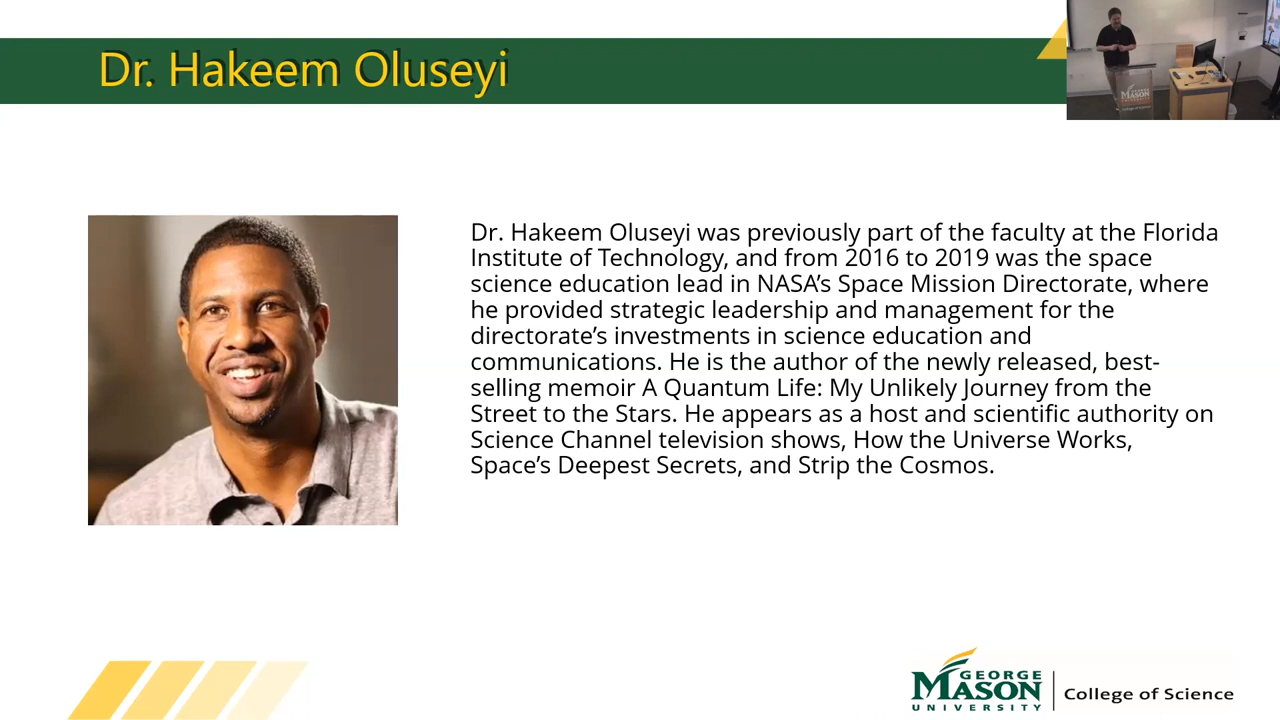 Dr. Hakeem Oluseyi
Dr. Hakeem Oluseyi was previously part of the faculty at the Florida
Institute of Technology, and from 2016 to 2019 was the space
science education lead in NASA's Space Mission Directorate, where
he provided strategic leadership and management for the
directorate's investments in science education and
communications. He is the author of the newly released, best-
selling memoir A Quantum Life: My Unlikely Journey from the
Street to the Stars. He appears as a host and scientific authority on
Science Channel television shows, How the Universe Works,
Space's Deepest Secrets, and Strip the Cosmos.
GEORGE
MASON
UNIVERSITY
College of Science
GEORGE
MASON
College of Science